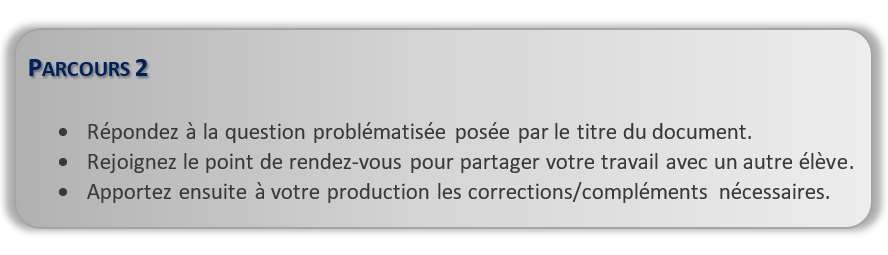 PARCOURS 2
• Répondez à la question problématisée posée par le titre du document.
• Rejoignez le point de rendez-vous pour partager votre travail avec un autre élève.
• Apportez ensuite à votre production les corrections/compléments nécessaires.